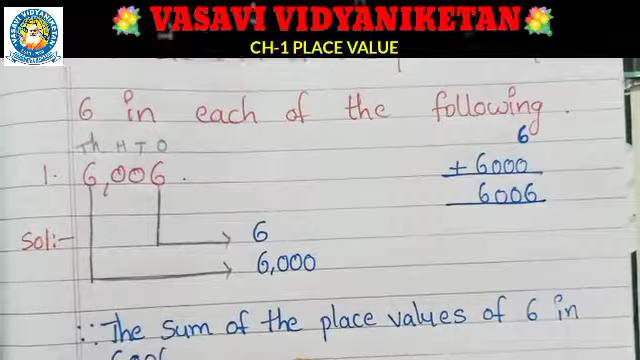 VASAVI VIDYANIKETAN
CH-1 PLACE VALUE
6 in each of the following.
Th H T O
1. 6,006.
6
+ 6000
6006
Sol:-
6
6,000
∴ The sum of the place values of 6 in